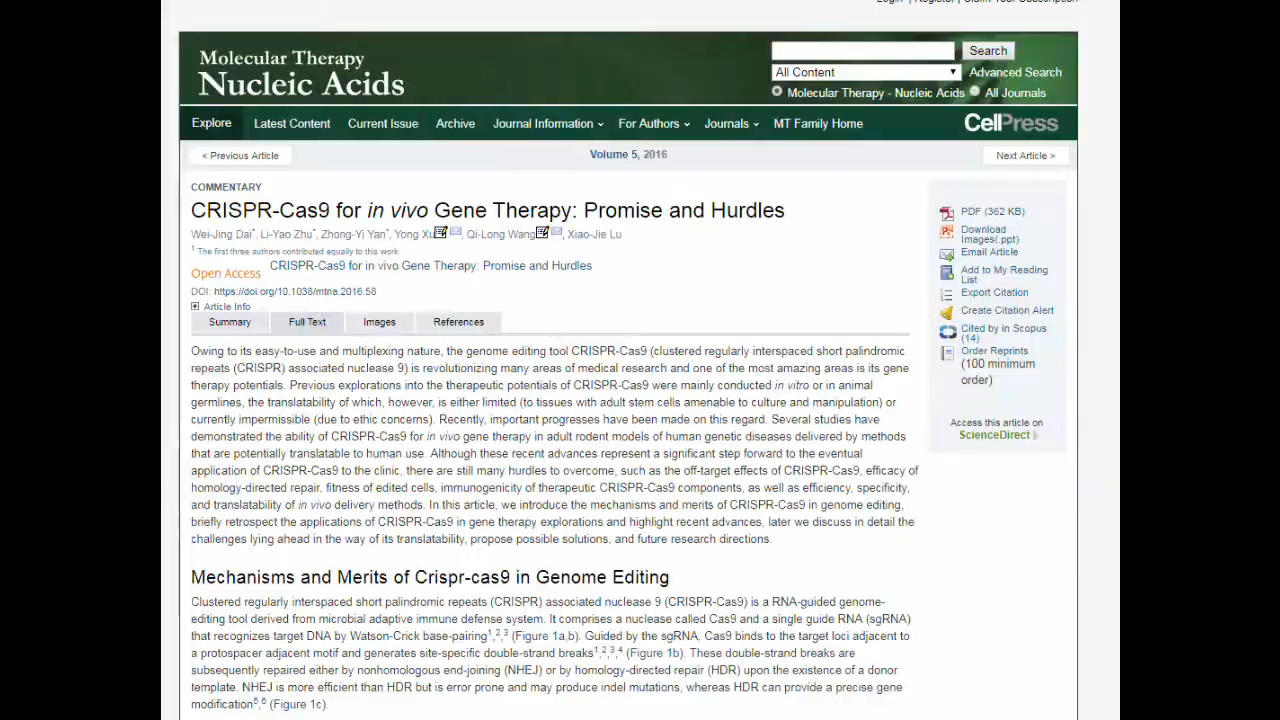 Login | Register | Claim Your Subscription
Molecular Therapy
Nucleic Acids
Search
All Content
Advanced Search
Molecular Therapy - Nucleic Acids All Journals
Explore Latest Content Current Issue Archive Journal Information For Authors Journals MT Family Home CellPress
< Previous Article Volume 5, 2016 Next Article >
COMMENTARY
CRISPR-Cas9 for in vivo Gene Therapy: Promise and Hurdles
Wei-Jing Dai*, Li-Yao Zhu*, Zhong-Yi Yan*, Yong Xu, Qi-Long Wang, Xiao-Jie Lu
1 The first three authors contributed equally to this work.
Open Access CRISPR-Cas9 for in vivo Gene Therapy: Promise and Hurdles
DOI: https://doi.org/10.1038/mtna.2016.58
Article Info
Summary Full Text Images References
Owing to its easy-to-use and multiplexing nature, the genome editing tool CRISPR-Cas9 (clustered regularly interspaced short palindromic
repeats (CRISPR) associated nuclease 9) is revolutionizing many areas of medical research and one of the most amazing areas is its gene
therapy potentials. Previous explorations into the therapeutic potentials of CRISPR-Cas9 were mainly conducted in vitro or in animal
germlines, the translatability of which, however, is either limited (to tissues with adult stem cells amenable to culture and manipulation) or
currently impermissible (due to ethic concerns). Recently, important progresses have been made on this regard. Several studies have
demonstrated the ability of CRISPR-Cas9 for in vivo gene therapy in adult rodent models of human genetic diseases delivered by methods
that are potentially translatable to human use. Although these recent advances represent a significant step forward to the eventual
application of CRISPR-Cas9 to the clinic, there are still many hurdles to overcome, such as the off-target effects of CRISPR-Cas9, efficacy of
homology-directed repair, fitness of edited cells, immunogenicity of therapeutic CRISPR-Cas9 components, as well as efficiency, specificity,
and translatability of in vivo delivery methods. In this article, we introduce the mechanisms and merits of CRISPR-Cas9 in genome editing,
briefly retrospect the applications of CRISPR-Cas9 in gene therapy explorations and highlight recent advances, later we discuss in detail the
challenges lying ahead in the way of its translatability, propose possible solutions, and future research directions.
Mechanisms and Merits of Crispr-cas9 in Genome Editing
Clustered regularly interspaced short palindromic repeats (CRISPR) associated nuclease 9 (CRISPR-Cas9) is a RNA-guided genome-
editing tool derived from microbial adaptive immune defense system. It comprises a nuclease called Cas9 and a single guide RNA (sgRNA)
that recognizes target DNA by Watson-Crick base-pairing1,2,3 (Figure 1a,b). Guided by the sgRNA, Cas9 binds to the target loci adjacent to
a protospacer adjacent motif and generates site-specific double-strand breaks1,2,3,4 (Figure 1b). These double-strand breaks are
subsequently repaired either by nonhomologous end-joining (NHEJ) or by homology-directed repair (HDR) upon the existence of a donor
template. NHEJ is more efficient than HDR but is error prone and may produce indel mutations, whereas HDR can provide a precise gene
modification5,6 (Figure 1c).
PDF (362 KB)
Download
Images(.ppt)
Email Article
Add to My Reading
List
Export Citation
Create Citation Alert
Cited by in Scopus
(14)
Order Reprints
(100 minimum
order)
Access this article on
ScienceDirect